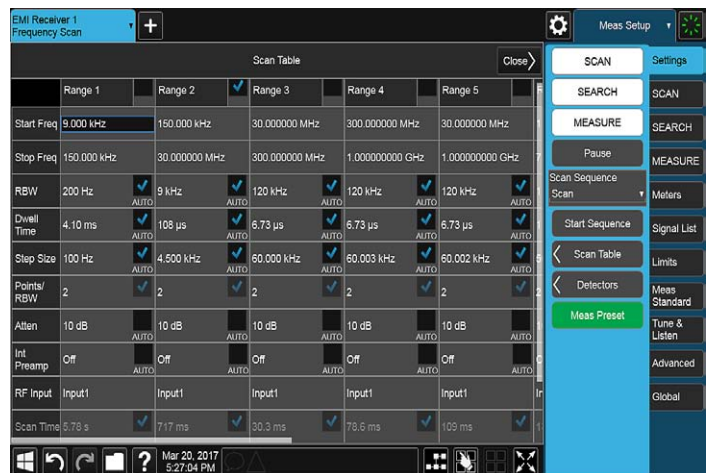 EMI Receiver 1
Frequency Scan
+
Meas Setup
Scan Table
Close
Range 1 Range 2 Range 3 Range 4 Range 5
Start Freq 9.000 kHz 150.000 kHz 30.000000 MHz 300.000000 MHz 30.000000 MHz
Stop Freq 150.000 kHz 30.000000 MHz 300.000000 MHz 1.000000000 GHz 1.000000000 GHz
RBW 200 Hz AUTO 9 kHz AUTO 120 kHz AUTO 120 kHz AUTO 120 kHz AUTO
Dwell Time 4.10 ms AUTO 108 µs AUTO 6.73 µs AUTO 6.73 µs AUTO 6.73 µs AUTO
Step Size 100 Hz AUTO 4.500 kHz AUTO 60.000 kHz AUTO 60.003 kHz AUTO 60.002 kHz AUTO
Points/ RBW 2 2 2 2 2
Atten 10 dB AUTO 10 dB AUTO 10 dB AUTO 10 dB AUTO 10 dB AUTO
Int Preamp Off AUTO Off AUTO Off AUTO Off AUTO Off AUTO
RF Input Input1 Input1 Input1 Input1 Input1
Scan Time 5.78 s 717 ms 30.3 ms 78.6 ms 109 ms
SCAN
SEARCH
MEASURE
Pause
Scan Sequence
Scan
Start Sequence
Scan Table
Detectors
Meas Preset
Settings
SCAN
SEARCH
MEASURE
Meters
Signal List
Limits
Meas
Standard
Tune &
Listen
Advanced
Global
?
Mar 20, 2017
5:27:04 PM